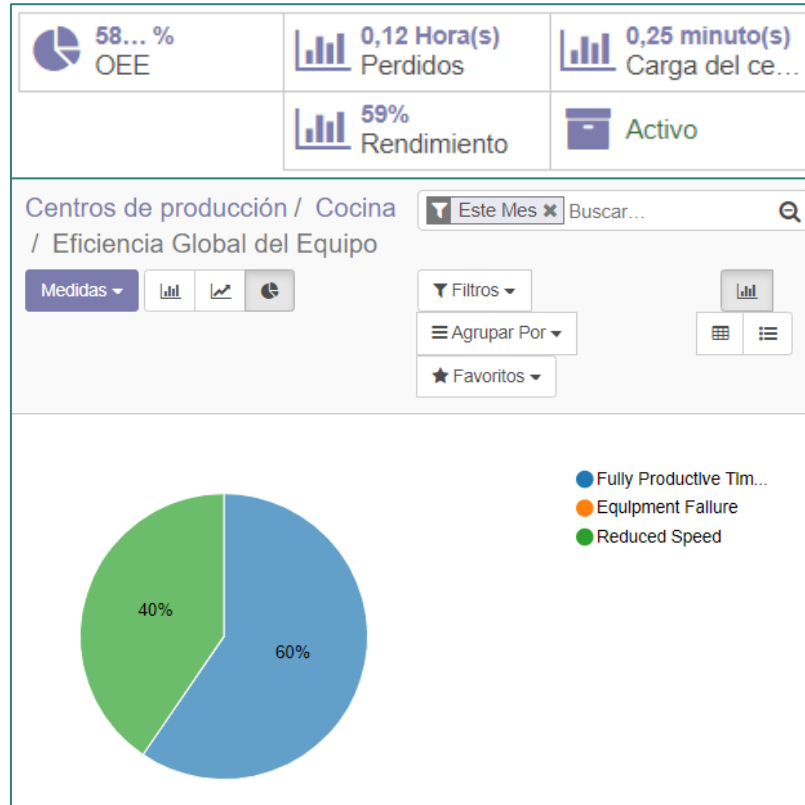 58... %
OEE
0,12 Hora(s)
Perdidos
0,25 minuto(s)
Carga del ce...
59%
Rendimiento
Activo
Centros de producción / Cocina
/ Eficiencia Global del Equipo
Este Mes ✖ Buscar...
Medidas
Filtros
Agrupar Por
Favoritos
Fully Productive Tim...
Equipment Failure
Reduced Speed
40%
60%